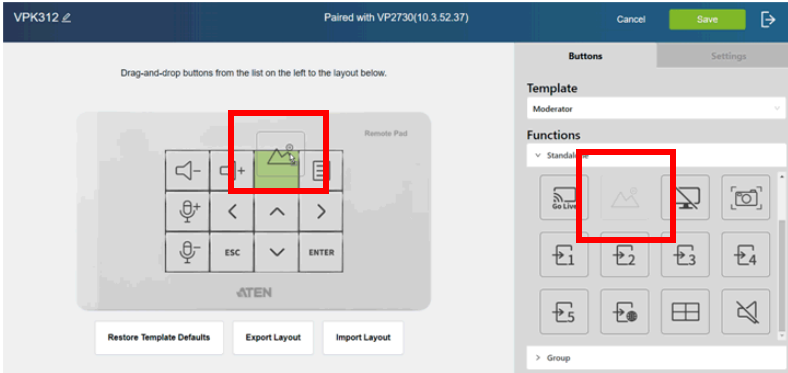 VPK312
Paired with VP2730(10.3.52.37)
Cancel
Save
Drag-and-drop buttons from the list on the left to the layout below.
Remote Pad
ESC
ENTER
ATEN
Restore Template Defaults
Export Layout
Import Layout
Buttons
Settings
Template
Moderator
Functions
Standalone
Go Live
1
2
3
4
5
Group